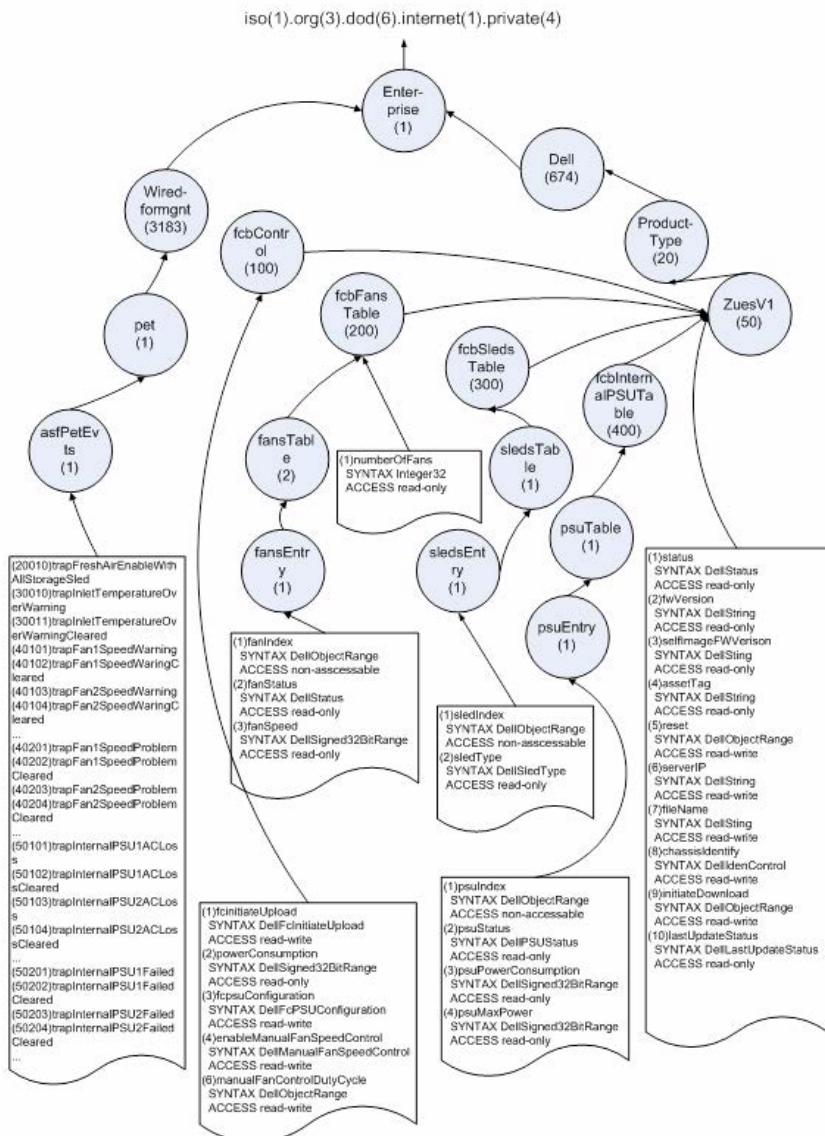 iso(1).org(3).dod(6).internet(1).private(4)
Enter-
prise
(1)
Dell
(674)
Wired-
formgnt
(3183)
Product-
Type
(20)
fcbContr
ol
(100)
fcbFans
Table
(200)
ZuesV1
(50)
pet
(1)
fcbSleds
Table
(300)
fcbIntern
alPSUTa
ble
(400)
asfPetEv
ts
(1)
fansTabl
e
(2)
(1)numberOfFans
SYNTAX Integer32
ACCESS read-only
sledsTa
ble
(1)
fansEntr
y
(1)
sledsEnt
ry
(1)
psuTable
(1)
psuEntry
(1)
(20010)trapFreshAirEnableWith
AllStorageSled
(30010)trapInletTemperatureOv
erWarning
(30011)trapInletTemperatureOv
erWarningCleared
(40101)trapFan1SpeedWarning
(40102)trapFan1SpeedWaringC
leared
(40103)trapFan2SpeedWarning
(40104)trapFan2SpeedWaringC
leared
...
(40201)trapFan1SpeedProblem
(40202)trapFan1SpeedProblem
Cleared
(40203)trapFan2SpeedProblem
(40204)trapFan2SpeedProblem
Cleared
...
(50101)trapInternalPSU1ACLos
s
(50102)trapInternalPSU1ACLo
ssCleared
(50103)trapInternalPSU2ACLos
s
(50104)trapInternalPSU2ACLo
ssCleared
...
(50201)trapInternalPSU1Failed
(50202)trapInternalPSU1Failed
Cleared
(50203)trapInternalPSU2Failed
(50204)trapInternalPSU2Failed
Cleared
...
(1)fanIndex
SYNTAX DellObjectRange
ACCESS non-asscessable
(2)fanStatus
SYNTAX DellStatus
ACCESS read-only
(3)fanSpeed
SYNTAX DellSigned32BitRange
ACCESS read-only
(1)sledIndex
SYNTAX DellObjectRange
ACCESS non-asscessable
(2)sledType
SYNTAX DellSledType
ACCESS read-only
(1)status
SYNTAX DellStatus
ACCESS read-only
(2)fwVersion
SYNTAX DellString
ACCESS read-only
(3)selfImageFWVerison
SYNTAX DellSting
ACCESS read-only
(4)assetTag
SYNTAX DellString
ACCESS read-only
(5)reset
SYNTAX DellObjectRange
ACCESS read-write
(6)serverIP
SYNTAX DellString
ACCESS read-write
(7)fileName
SYNTAX DellSting
ACCESS read-write
(8)chassisIdentify
SYNTAX DellIdenControl
ACCESS read-write
(9)initiateDownload
SYNTAX DellObjectRange
ACCESS read-write
(10)lastUpdateStatus
SYNTAX DellLastUpdateStatus
ACCESS read-only
(1)fcinitiateUpload
SYNTAX DellFcInitiateUpload
ACCESS read-write
(2)powerConsumption
SYNTAX DellSigned32BitRange
ACCESS read-only
(3)fcpsuConfiguration
SYNTAX DellFcPSUConfiguration
ACCESS read-write
(4)enableManualFanSpeedControl
SYNTAX DellManualFanSpeedControl
ACCESS read-write
(6)manualFanControlDutyCycle
SYNTAX DellObjectRange
ACCESS read-write
(1)psuIndex
SYNTAX DellObjectRange
ACCESS non-accessable
(2)psuStatus
SYNTAX DellPSUStatus
ACCESS read-only
(3)psuPowerConsumption
SYNTAX DellSigned32BitRange
ACCESS read-only
(4)psuMaxPower
SYNTAX DellSigned32BitRange
ACCESS read-only